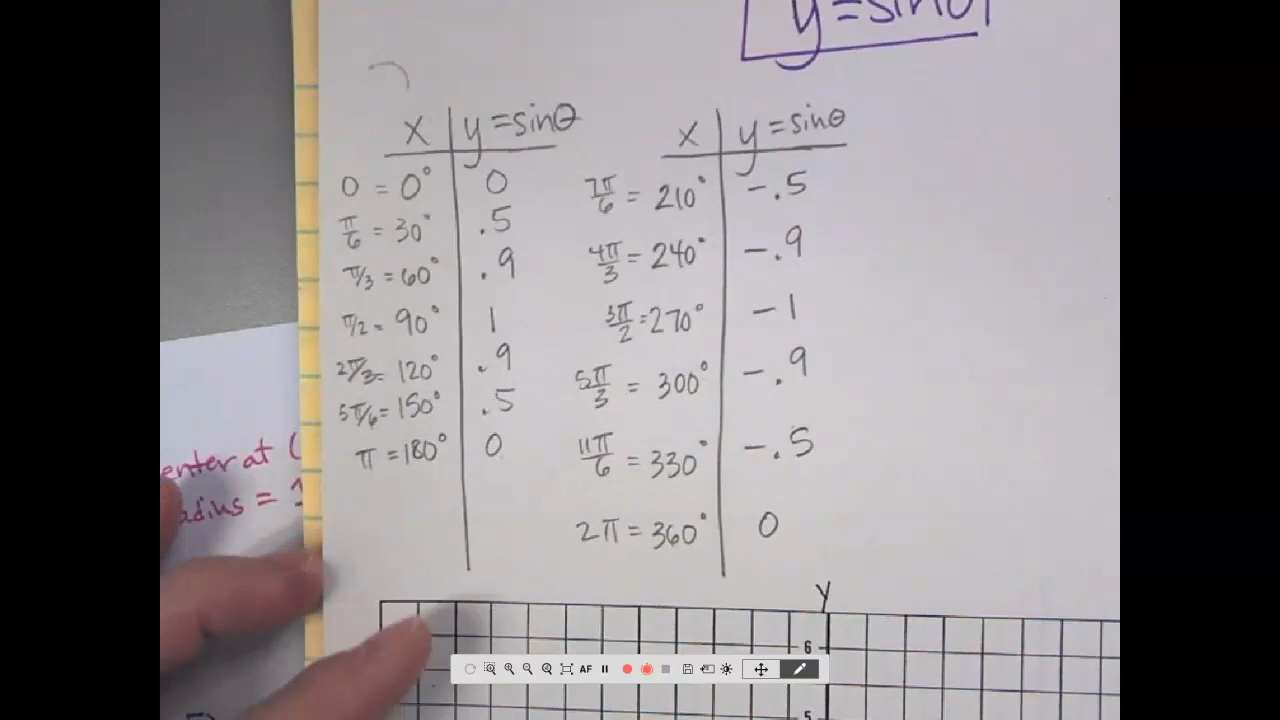 y=sinθ
x y=sinθ
0 = 0° 0
π/6 = 30° .5
π/3 = 60° .9
π/2 = 90° 1
2π/3 = 120° .9
5π/6 = 150° .5
π = 180° 0
x y=sinθ
7π/6 = 210° -.5
4π/3 = 240° -.9
3π/2 = 270° -1
5π/3 = 300° -.9
11π/6 = 330° -.5
2π = 360° 0
enter at (
adius = 1
y
6
5
AF